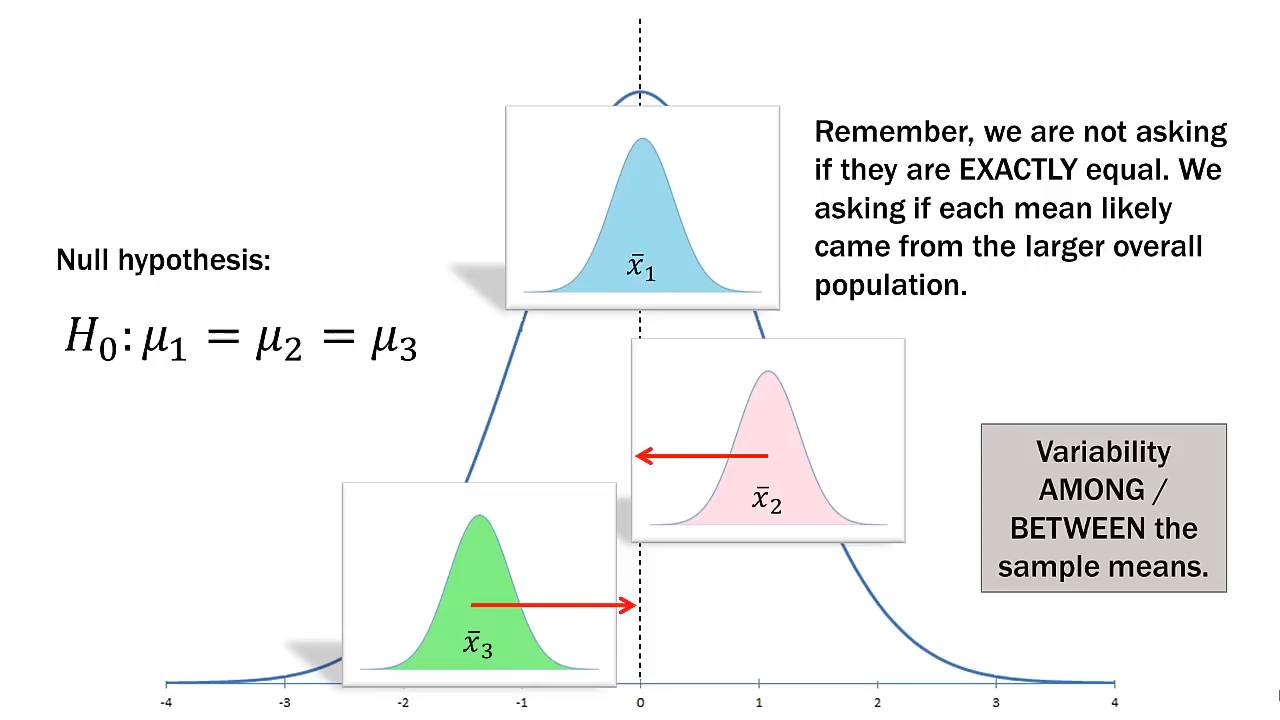 Remember, we are not asking
if they are EXACTLY equal. We
asking if each mean likely
came from the larger overall
population.
Null hypothesis:
H₀: μ₁ = μ₂ = μ₃
x̄₁
x̄₂
x̄₃
Variability
AMONG /
BETWEEN the
sample means.
-4 -3 -2 -1 0 1 2 3 4